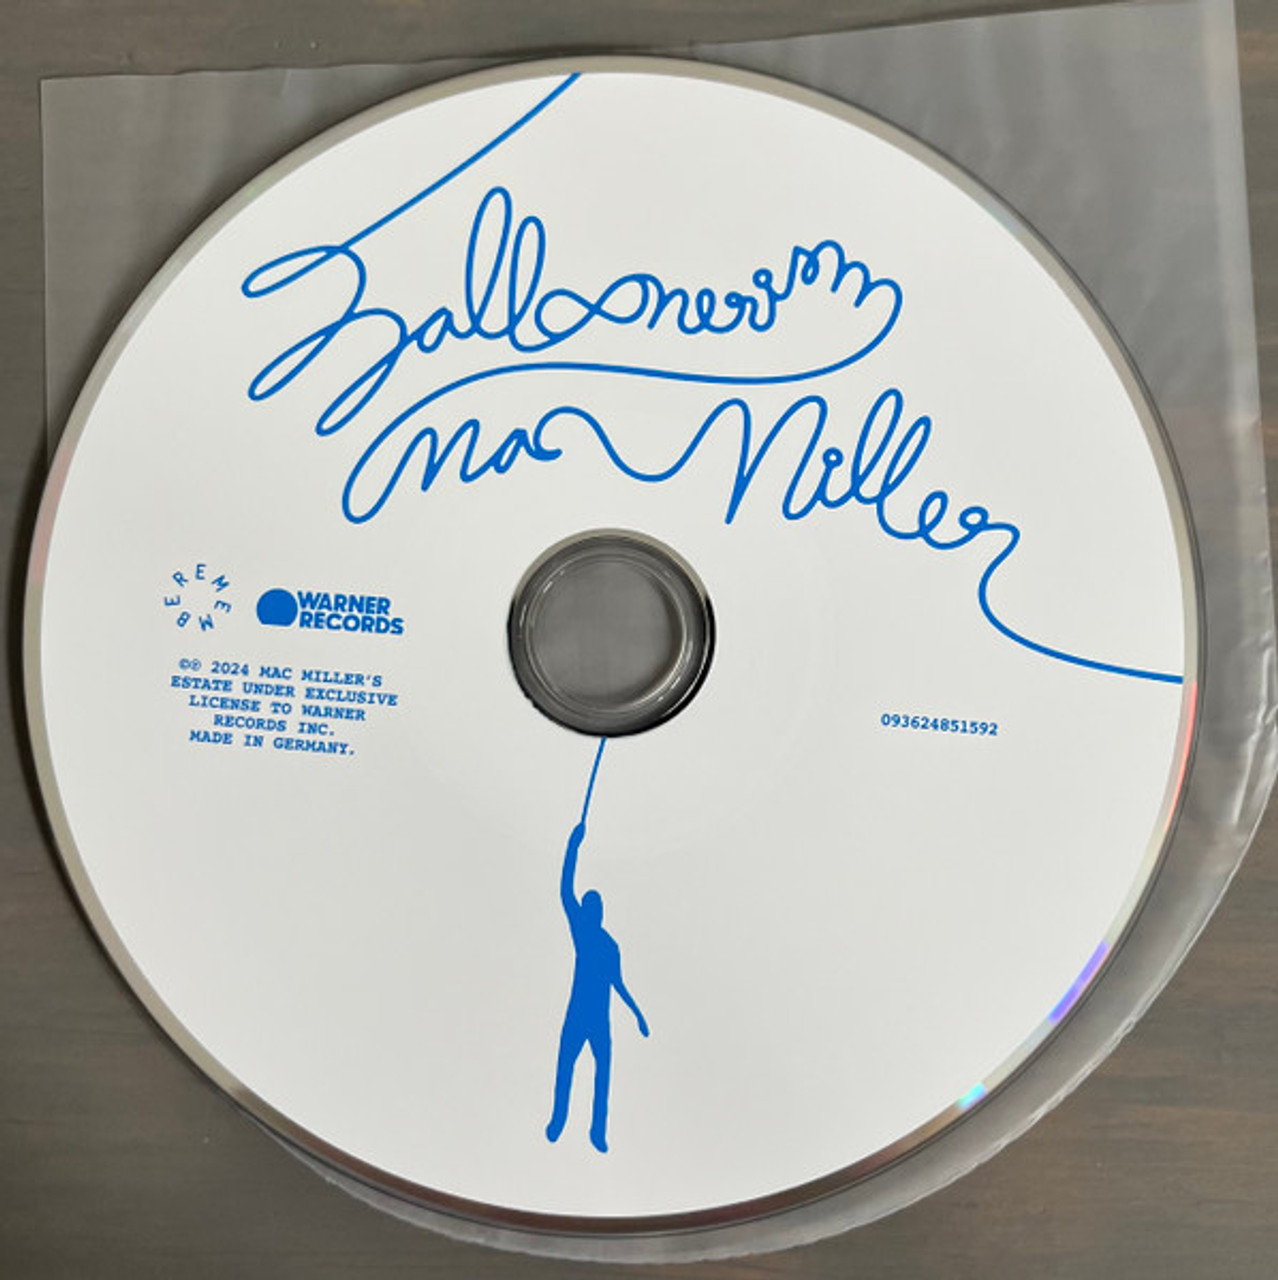 Balloonerism
Mac Miller
REMEMBER
WARNER
RECORDS
©℗ 2024 MAC MILLER'S
ESTATE UNDER EXCLUSIVE
LICENSE TO WARNER
RECORDS INC.
MADE IN GERMANY.
093624851592